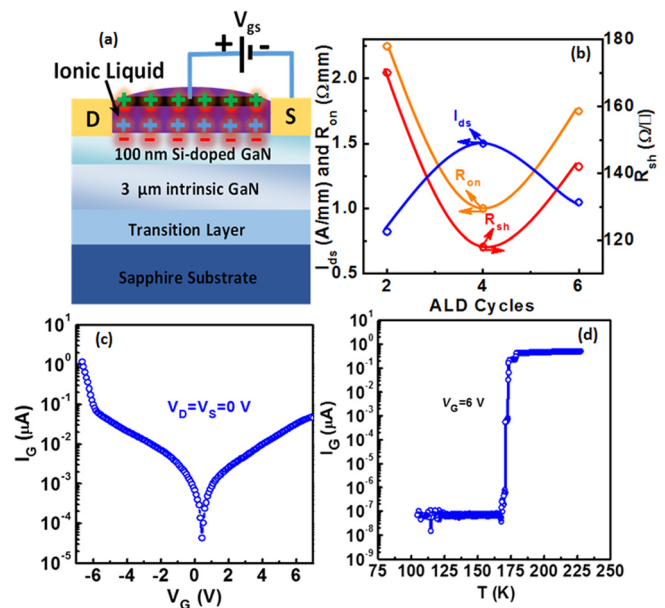 (a)
V_gs
+ -
Ionic Liquid
+ + + + + +
D S
+ + + + + +
- - - - - -
100 nm Si-doped GaN
3 μm intrinsic GaN
Transition Layer
Sapphire Substrate
(b)
I_ds (A/mm) and R_on (Ωmm)
2.0
1.5
1.0
0.5
I_ds
R_on
R_sh
180
160
140
120
R_sh (Ω/□)
2 4 6
ALD Cycles
(c)
I_G (μA)
10^1
10^0
10^-1
10^-2
10^-3
10^-4
10^-5
V_D=V_S=0 V
-6 -4 -2 0 2 4 6
V_G (V)
(d)
I_G (μA)
10^1
10^0
10^-1
10^-2
10^-3
10^-4
10^-5
10^-6
10^-7
10^-8
10^-9
V_G=6 V
75 100 125 150 175 200 225
T (K)